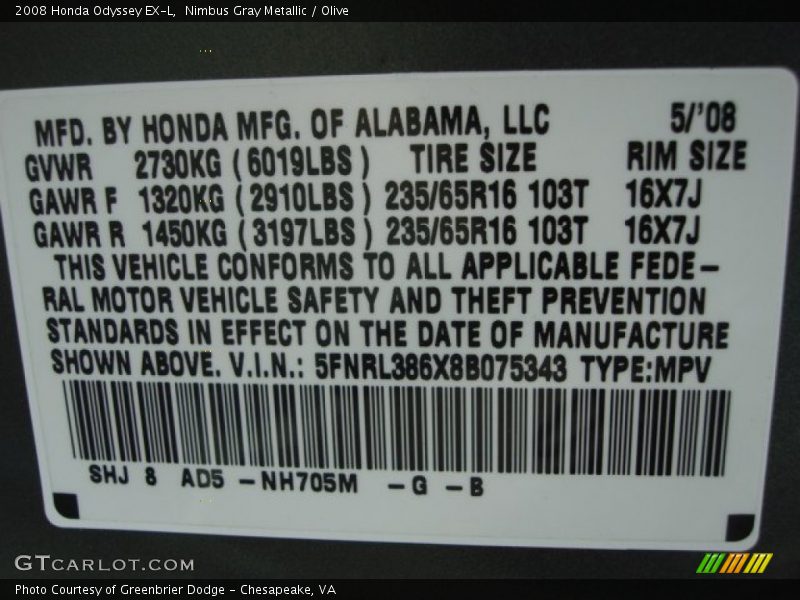 2008 Honda Odyssey EX-L, Nimbus Gray Metallic / Olive
MFD. BY HONDA MFG. OF ALABAMA, LLC 5/'08
GVWR 2730KG (6019LBS) TIRE SIZE RIM SIZE
GAWR F 1320KG (2910LBS) 235/65R16 103T 16X7J
GAWR R 1450KG (3197LBS) 235/65R16 103T 16X7J
THIS VEHICLE CONFORMS TO ALL APPLICABLE FEDE-
RAL MOTOR VEHICLE SAFETY AND THEFT PREVENTION
STANDARDS IN EFFECT ON THE DATE OF MANUFACTURE
SHOWN ABOVE. V.I.N.: 5FNRL386X8B075343 TYPE:MPV
SHJ 8 AD5 -NH705M -G -B
GTCARLOT.COM
Photo Courtesy of Greenbrier Dodge - Chesapeake, VA